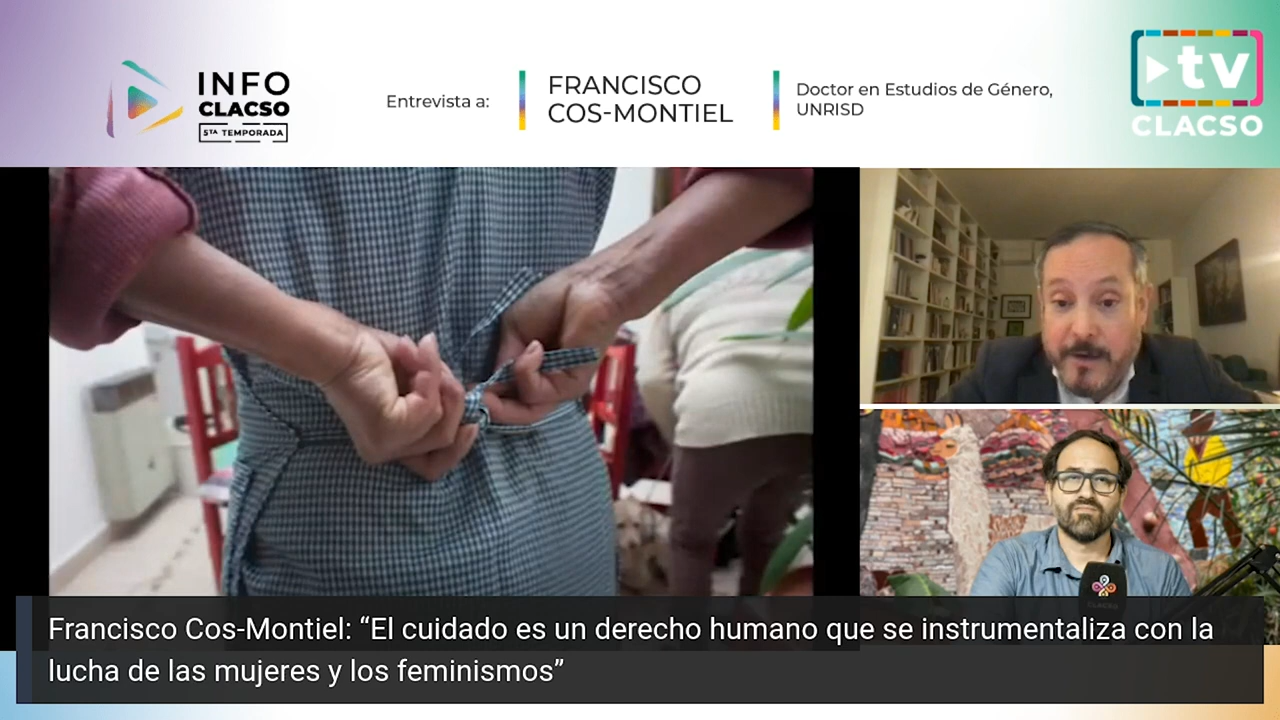 INFO
CLACSO
5TA TEMPORADA
Entrevista a:
FRANCISCO
COS-MONTIEL
Doctor en Estudios de Género,
UNRISD
tv
CLACSO
CLACSO
Francisco Cos-Montiel: “El cuidado es un derecho humano que se instrumentaliza con la
lucha de las mujeres y los feminismos”